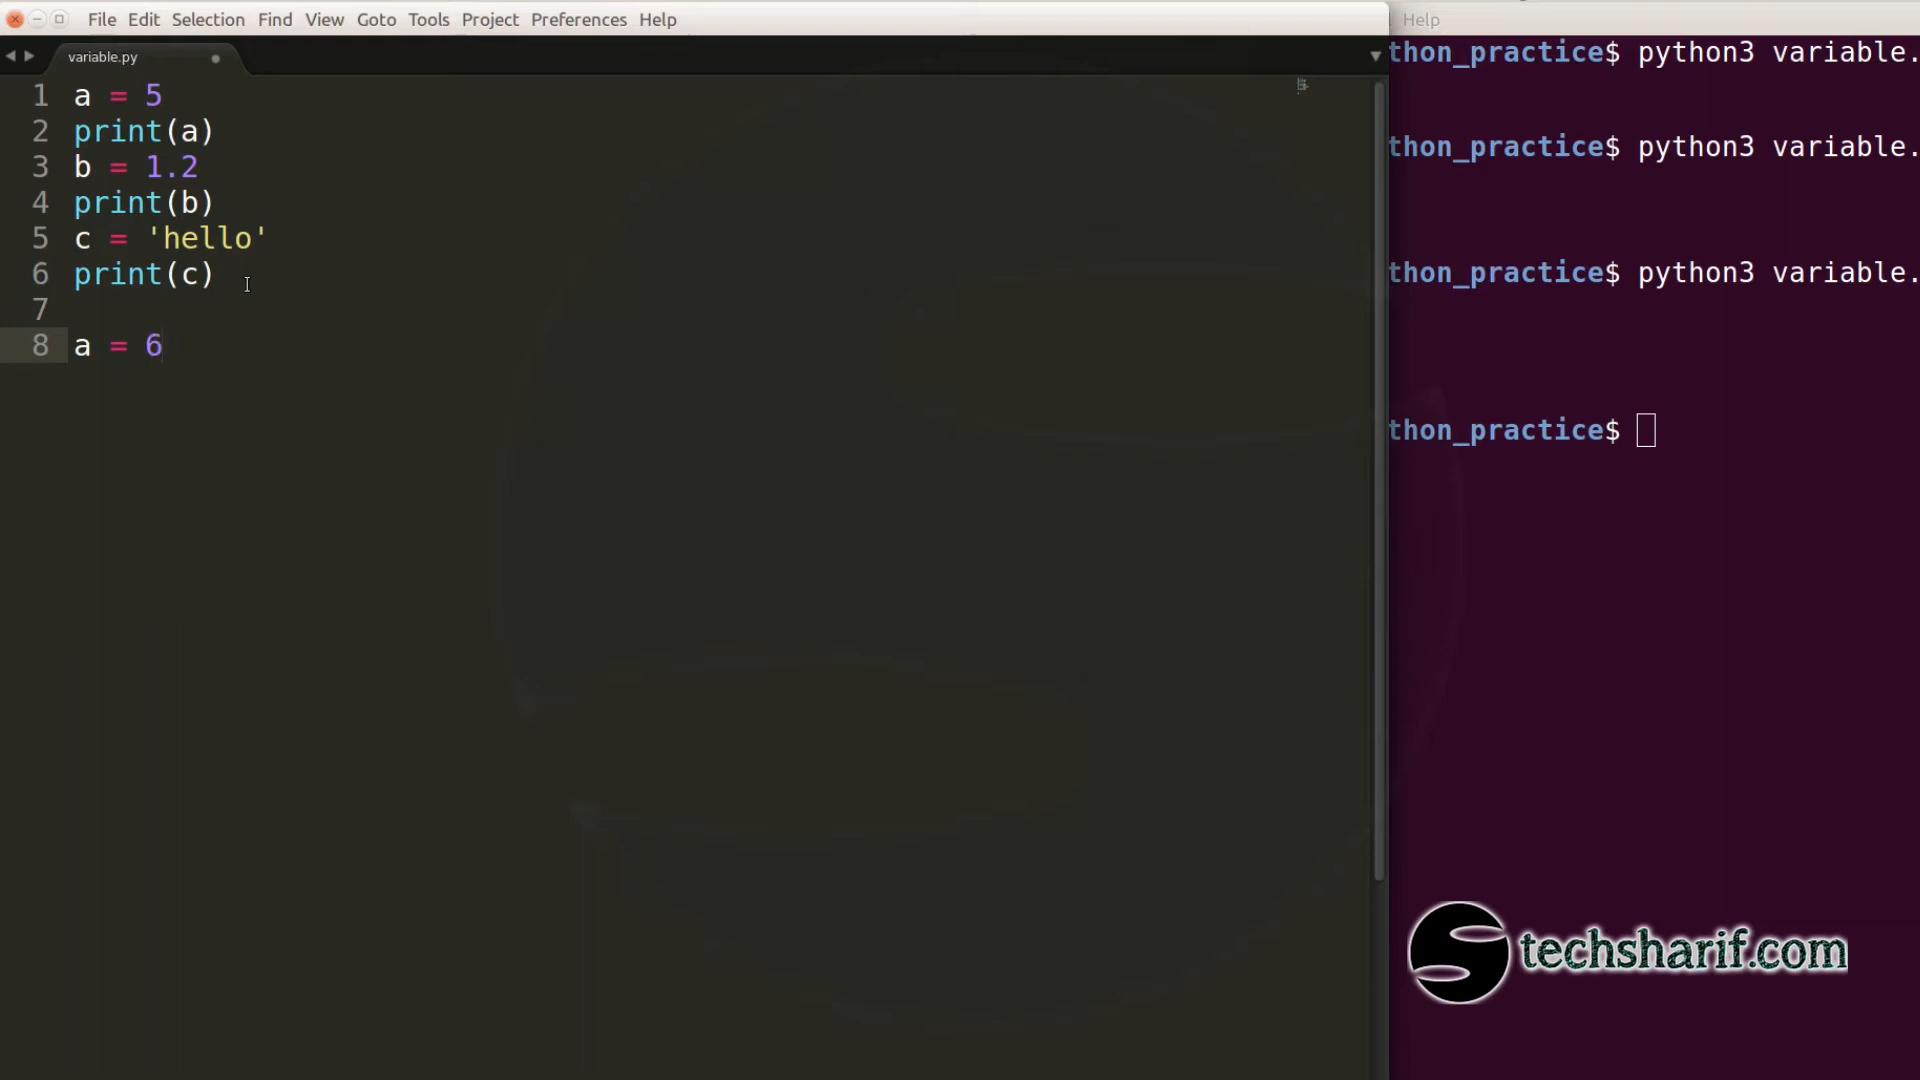 File Edit Selection Find View Goto Tools Project Preferences Help
Help
variable.py
1 a = 5
2 print(a)
3 b = 1.2
4 print(b)
5 c = 'hello'
6 print(c)
7
8 a = 6
thon_practice$ python3 variable.
thon_practice$ python3 variable.
thon_practice$ python3 variable.
thon_practice$
techsharif.com